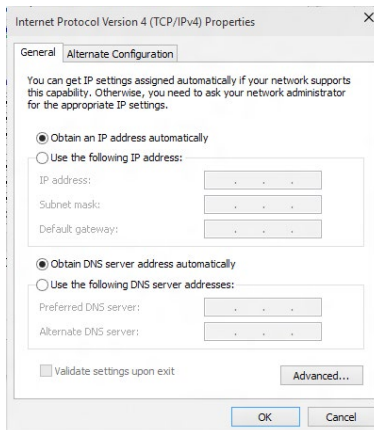 Internet Protocol Version 4 (TCP/IPv4) Properties
General
Alternate Configuration
You can get IP settings assigned automatically if your network supports
this capability. Otherwise, you need to ask your network administrator
for the appropriate IP settings.
Obtain an IP address automatically
Use the following IP address:
IP address:
Subnet mask:
Default gateway:
Obtain DNS server address automatically
Use the following DNS server addresses:
Preferred DNS server:
Alternate DNS server:
Validate settings upon exit
Advanced...
OK
Cancel